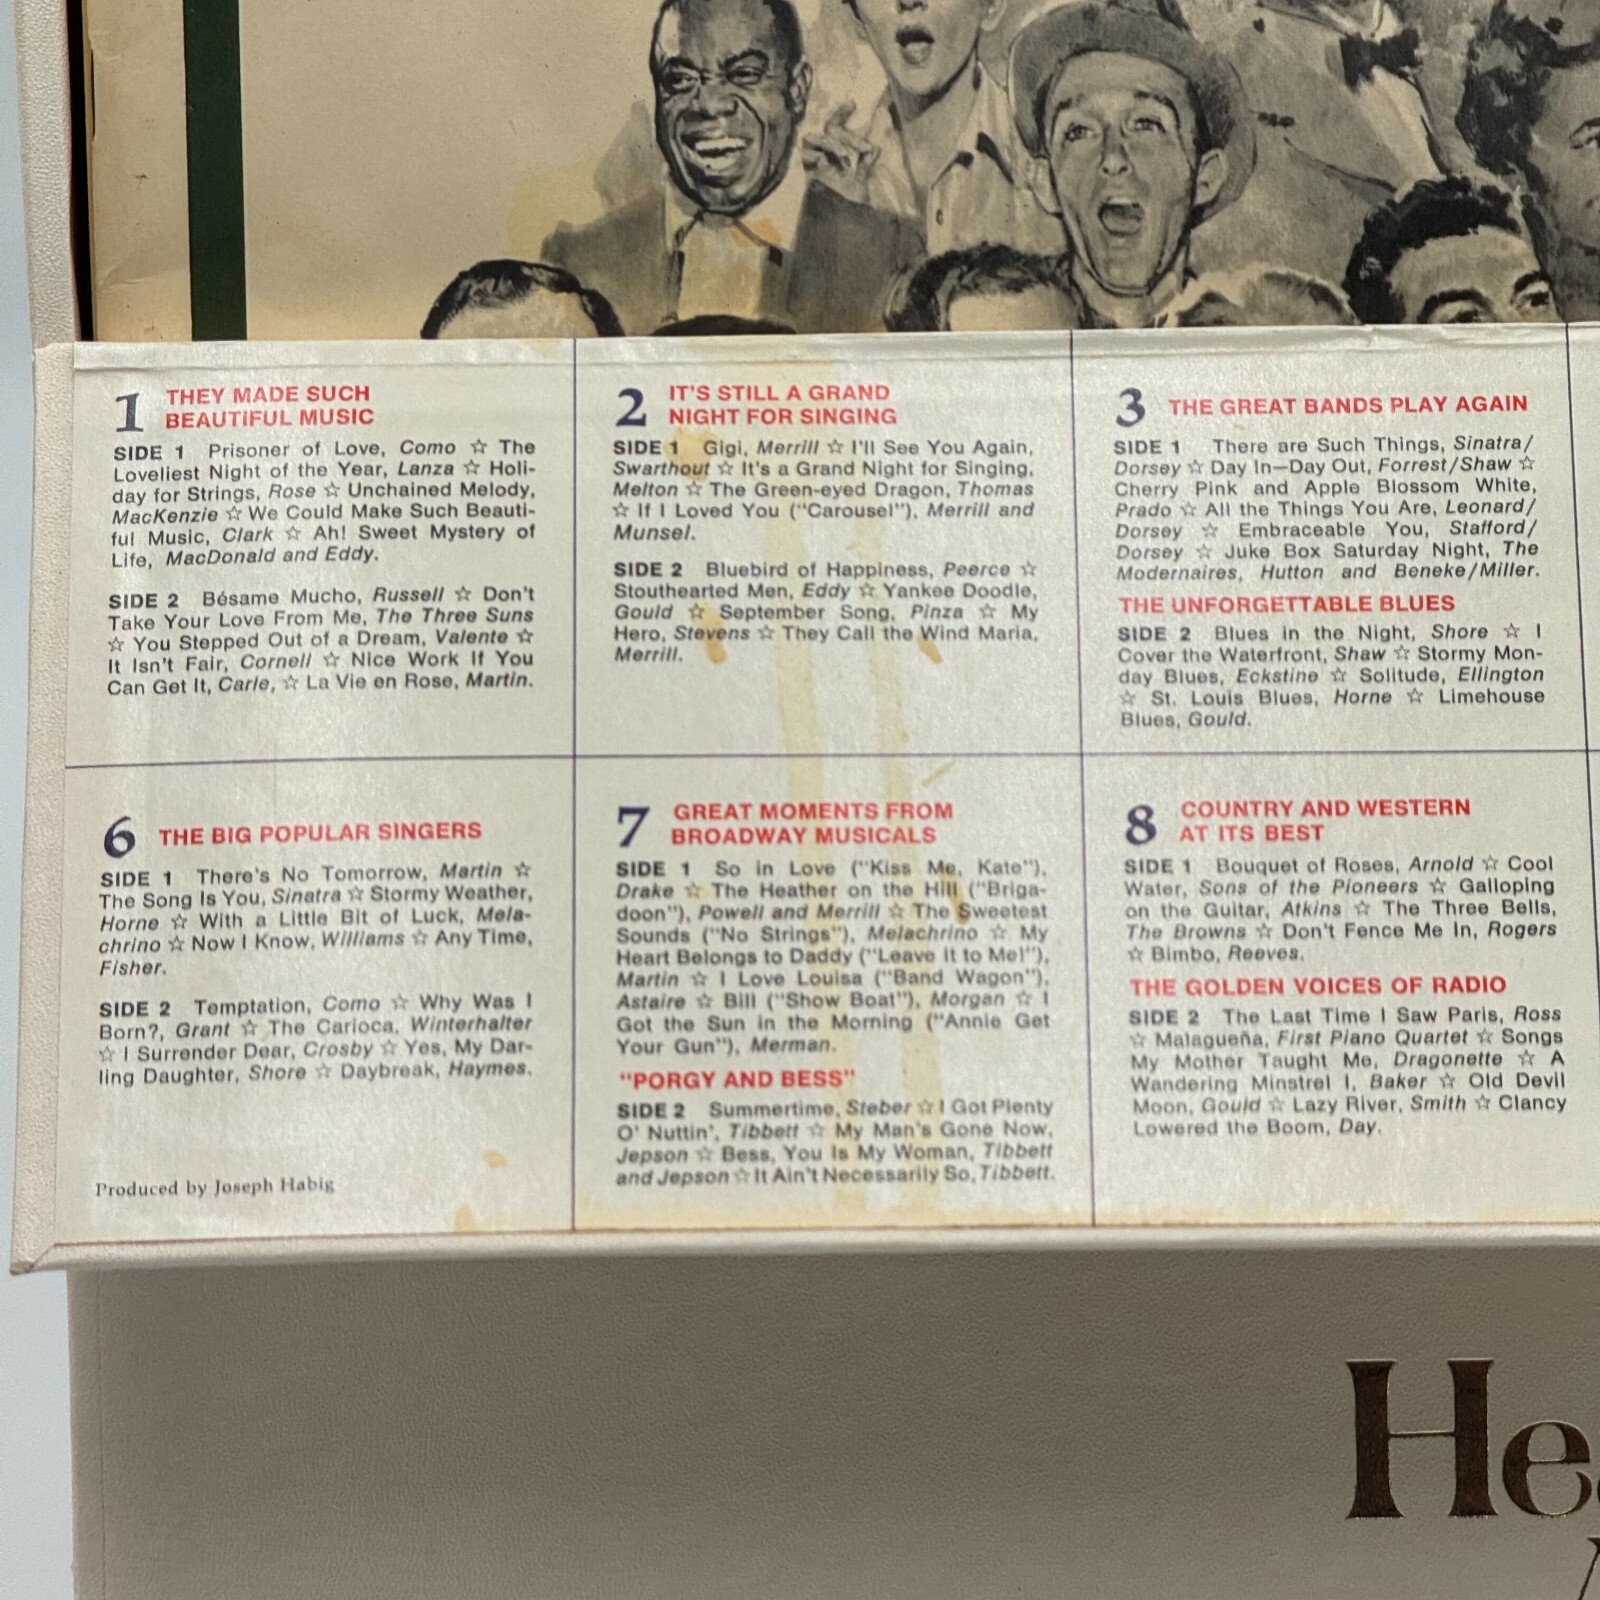 1 THEY MADE SUCH
BEAUTIFUL MUSIC
SIDE 1 Prisoner of Love, Como ☆ The
Loveliest Night of the Year, Lanza ☆ Holi-
day for Strings, Rose ☆ Unchained Melody,
MacKenzie ☆ We Could Make Such Beauti-
ful Music, Clark ☆ Ah! Sweet Mystery of
Life, MacDonald and Eddy.
SIDE 2 Bésame Mucho, Russell ☆ Don't
Take Your Love From Me, The Three Suns
☆ You Stepped Out of a Dream, Valente ☆
It Isn't Fair, Cornell ☆ Nice Work If You
Can Get It, Carle, ☆ La Vie en Rose, Martin.
2 IT'S STILL A GRAND
NIGHT FOR SINGING
SIDE 1 Gigi, Merrill ☆ I'll See You Again,
Swarthout ☆ It's a Grand Night for Singing,
Melton ☆ The Green-eyed Dragon, Thomas
☆ If I Loved You ("Carousel"), Merrill and
Munsel.
SIDE 2 Bluebird of Happiness, Peerce ☆
Stouthearted Men, Eddy ☆ Yankee Doodle,
Gould ☆ September Song, Pinza ☆ My
Hero, Stevens ☆ They Call the Wind Maria,
Merrill.
3 THE GREAT BANDS PLAY AGAIN
SIDE 1 There are Such Things, Sinatra/
Dorsey ☆ Day In—Day Out, Forrest/Shaw ☆
Cherry Pink and Apple Blossom White,
Prado ☆ All the Things You Are, Leonard/
Dorsey ☆ Embraceable You, Stafford/
Dorsey ☆ Juke Box Saturday Night, The
Modernaires, Hutton and Beneke/Miller.
THE UNFORGETTABLE BLUES
SIDE 2 Blues in the Night, Shore ☆ I
Cover the Waterfront, Shaw ☆ Stormy Mon-
day Blues, Eckstine ☆ Solitude, Ellington
☆ St. Louis Blues, Horne ☆ Limehouse
Blues, Gould.
6 THE BIG POPULAR SINGERS
SIDE 1 There's No Tomorrow, Martin ☆
The Song Is You, Sinatra ☆ Stormy Weather,
Horne ☆ With a Little Bit of Luck, Mela-
chrino ☆ Now I Know, Williams ☆ Any Time,
Fisher.
SIDE 2 Temptation, Como ☆ Why Was I
Born?, Grant ☆ The Carioca, Winterhalter
☆ I Surrender Dear, Crosby ☆ Yes, My Dar-
ling Daughter, Shore ☆ Daybreak, Haymes.
Produced by Joseph Habig
7 GREAT MOMENTS FROM
BROADWAY MUSICALS
SIDE 1 So in Love ("Kiss Me, Kate"),
Drake ☆ The Heather on the Hill ("Briga-
doon"), Powell and Merrill ☆ The Sweetest
Sounds ("No Strings"), Melachrino ☆ My
Heart Belongs to Daddy ("Leave It to Me!"),
Martin ☆ I Love Louisa ("Band Wagon"),
Astaire ☆ Bill ("Show Boat"), Morgan ☆ I
Got the Sun in the Morning ("Annie Get
Your Gun"), Merman.
"PORGY AND BESS"
SIDE 2 Summertime, Steber ☆ I Got Plenty
O' Nuttin', Tibbett ☆ My Man's Gone Now,
Jepson ☆ Bess, You Is My Woman, Tibbett
and Jepson ☆ It Ain't Necessarily So, Tibbett.
8 COUNTRY AND WESTERN
AT ITS BEST
SIDE 1 Bouquet of Roses, Arnold ☆ Cool
Water, Sons of the Pioneers ☆ Galloping
on the Guitar, Atkins ☆ The Three Bells,
The Browns ☆ Don't Fence Me In, Rogers
☆ Bimbo, Reeves.
THE GOLDEN VOICES OF RADIO
SIDE 2 The Last Time I Saw Paris, Ross
☆ Malagueña, First Piano Quartet ☆ Songs
My Mother Taught Me, Dragonette ☆ A
Wandering Minstrel I, Baker ☆ Old Devil
Moon, Gould ☆ Lazy River, Smith ☆ Clancy
Lowered the Boom, Day.